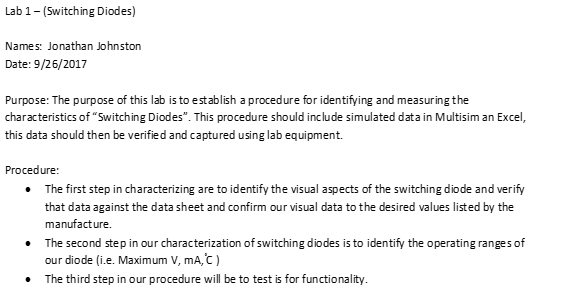 Lab 1 – (Switching Diodes)
Names: Jonathan Johnston
Date: 9/26/2017
Purpose: The purpose of this lab is to establish a procedure for identifying and measuring the
characteristics of "Switching Diodes". This procedure should include simulated data in Multisim an Excel,
this data should then be verified and captured using lab equipment.
Procedure:
• The first step in characterizing are to identify the visual aspects of the switching diode and verify
that data against the data sheet and confirm our visual data to the desired values listed by the
manufacture.
• The second step in our characterization of switching diodes is to identify the operating ranges of
our diode (i.e. Maximum V, mA,℃ )
• The third step in our procedure will be to test is for functionality.